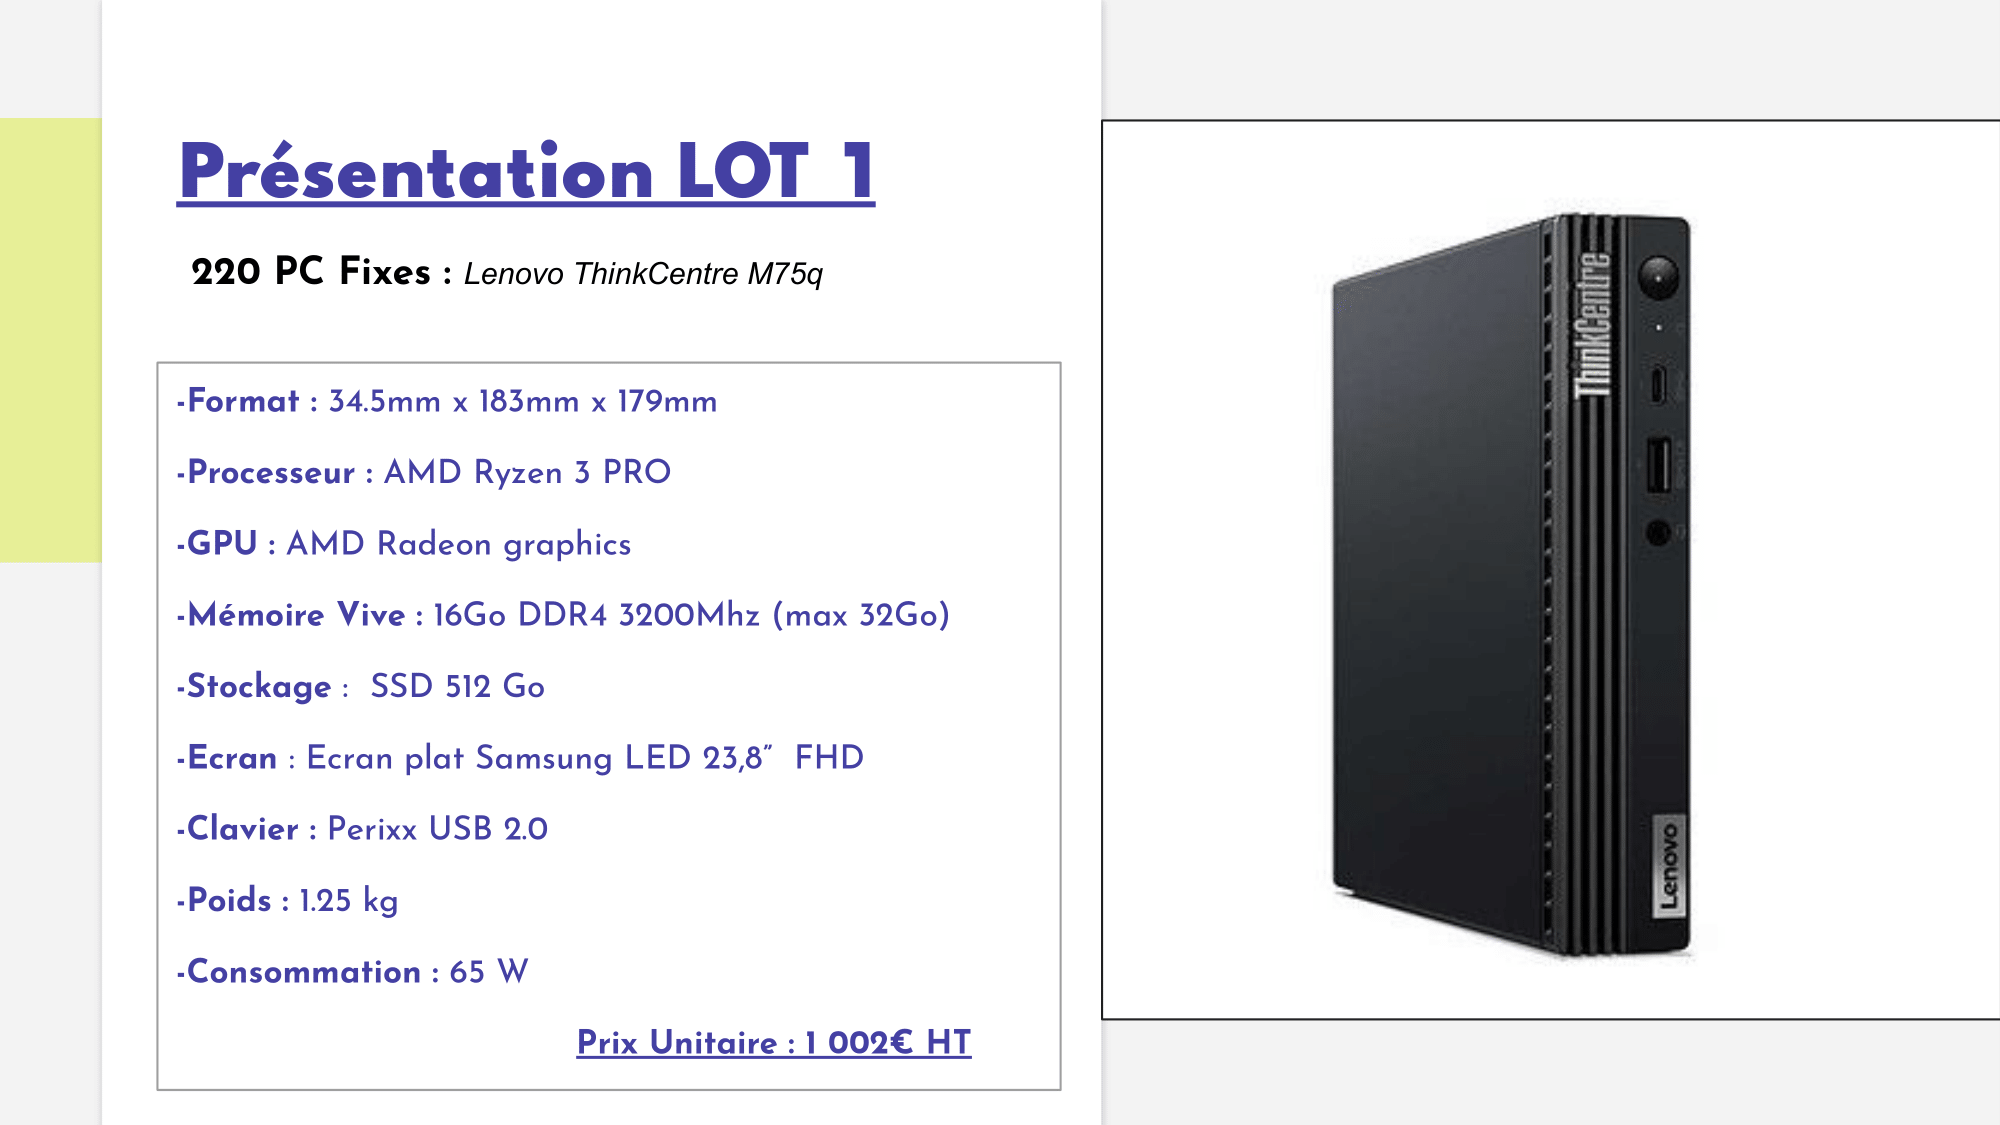 Présentation LOT 1
220 PC Fixes : Lenovo ThinkCentre M75q
-Format : 34.5mm x 183mm x 179mm
-Processeur : AMD Ryzen 3 PRO
-GPU : AMD Radeon graphics
-Mémoire Vive : 16Go DDR4 3200Mhz (max 32Go)
-Stockage :  SSD 512 Go
-Ecran : Ecran plat Samsung LED 23,8”  FHD
-Clavier : Perixx USB 2.0
-Poids : 1.25 kg
-Consommation : 65 W
Prix Unitaire : 1 002€ HT
ThinkCentre
Lenovo